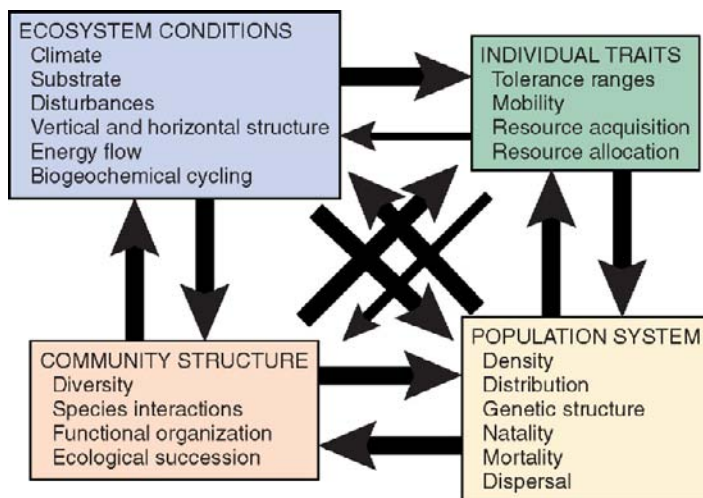 ECOSYSTEM CONDITIONS
Climate
Substrate
Disturbances
Vertical and horizontal structure
Energy flow
Biogeochemical cycling
INDIVIDUAL TRAITS
Tolerance ranges
Mobility
Resource acquisition
Resource allocation
COMMUNITY STRUCTURE
Diversity
Species interactions
Functional organization
Ecological succession
POPULATION SYSTEM
Density
Distribution
Genetic structure
Natality
Mortality
Dispersal